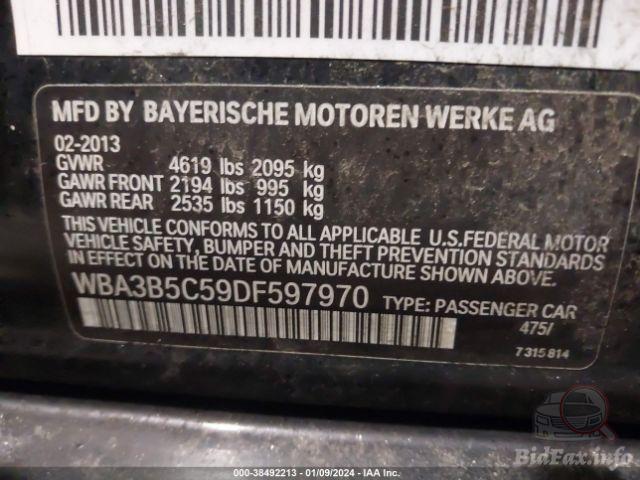 MFD BY BAYERISCHE MOTOREN WERKE AG
02-2013
GVWR 4619 lbs 2095 kg
GAWR FRONT 2194 lbs 995 kg
GAWR REAR 2535 lbs 1150 kg
THIS VEHICLE CONFORMS TO ALL APPLICABLE U.S.FEDERAL MOTOR
VEHICLE SAFETY, BUMPER AND THEFT PREVENTION STANDARDS
IN EFFECT ON THE DATE OF MANUFACTURE SHOWN ABOVE.
WBA3B5C59DF597970 TYPE: PASSENGER CAR
475/
7315814
BidFax.info
000-38492213 - 01/09/2024 - IAA Inc.